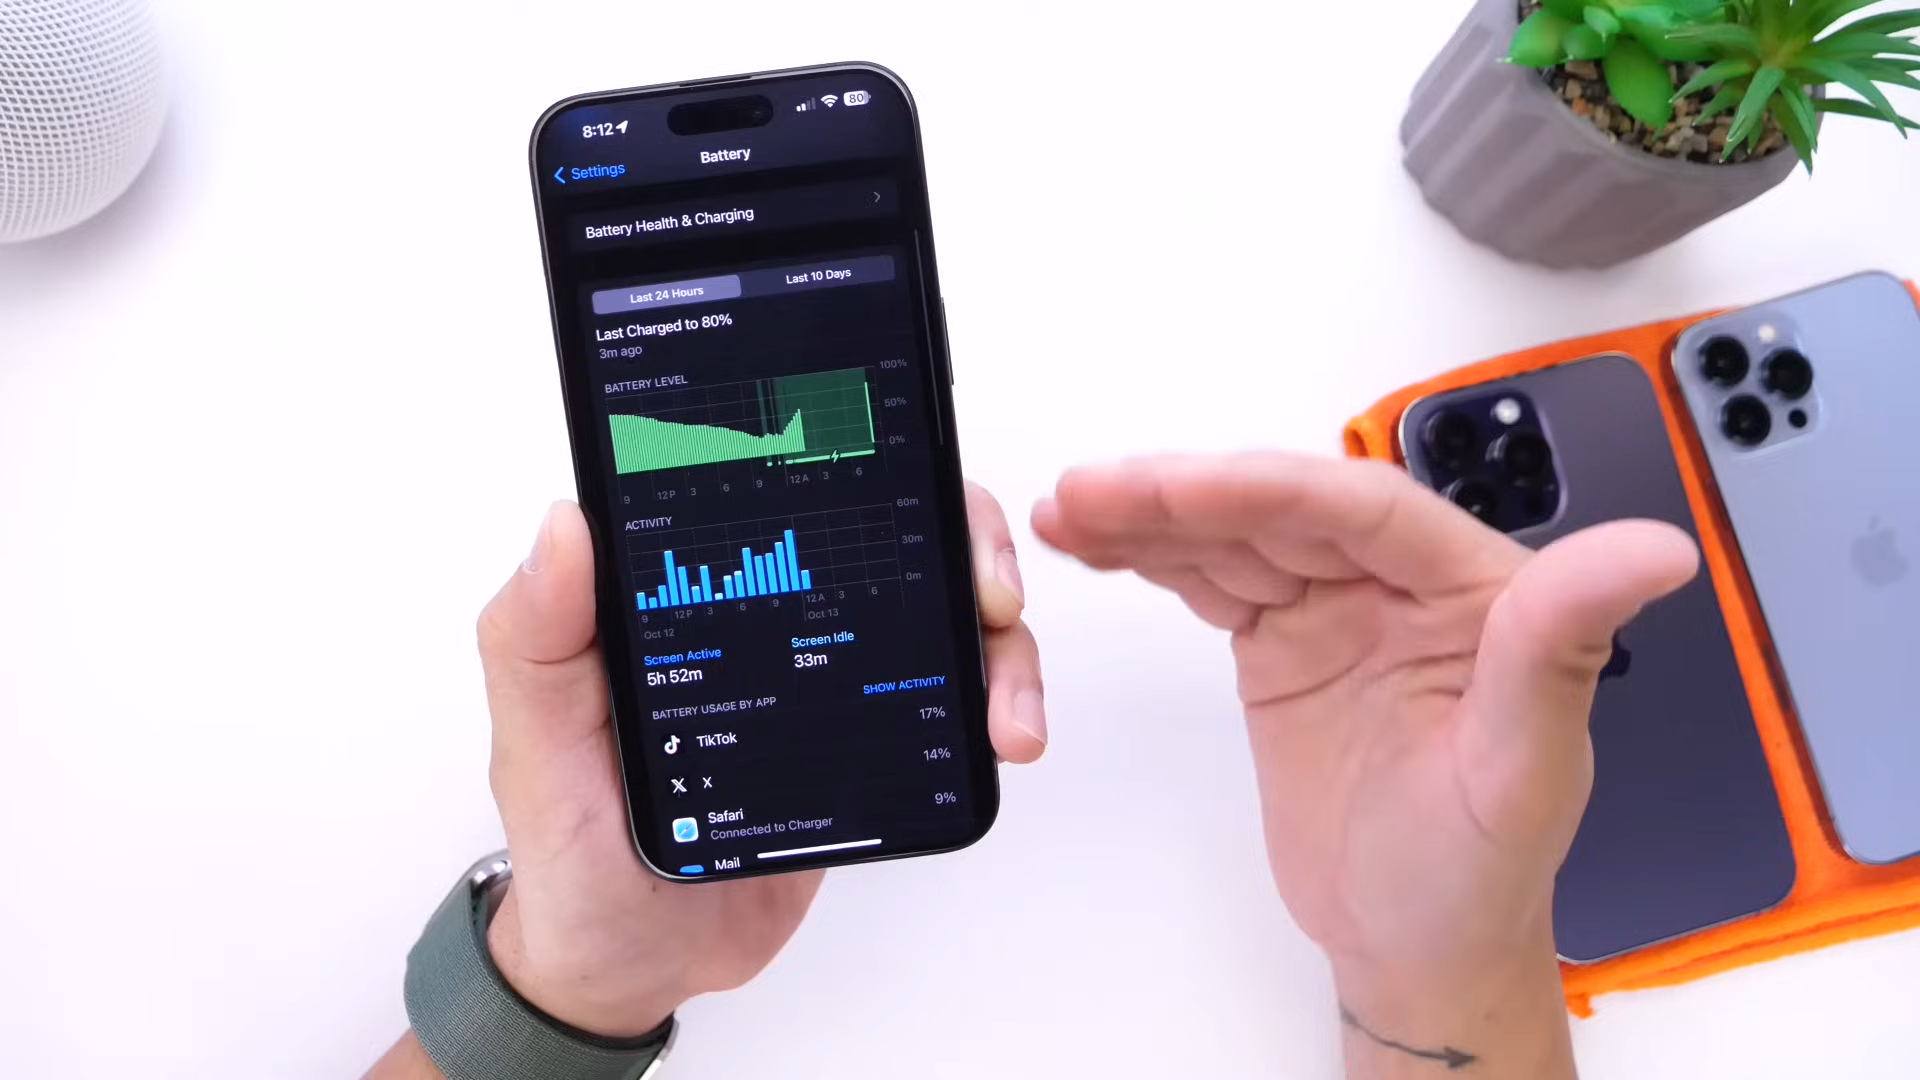 8:12
80
Settings
Battery
Battery Health & Charging
Last 24 Hours
Last 10 Days
Last Charged to 80%
3m ago
BATTERY LEVEL
100%
50%
0%
9 12 P 3 6 9 12 A 3 6
ACTIVITY
60m
30m
0m
9 12 P 3 6 9 12 A 3 6
Oct 12 Oct 13
Screen Active
5h 52m
Screen Idle
33m
BATTERY USAGE BY APP
SHOW ACTIVITY
TikTok
17%
X
14%
Safari
Connected to Charger
9%
Mail